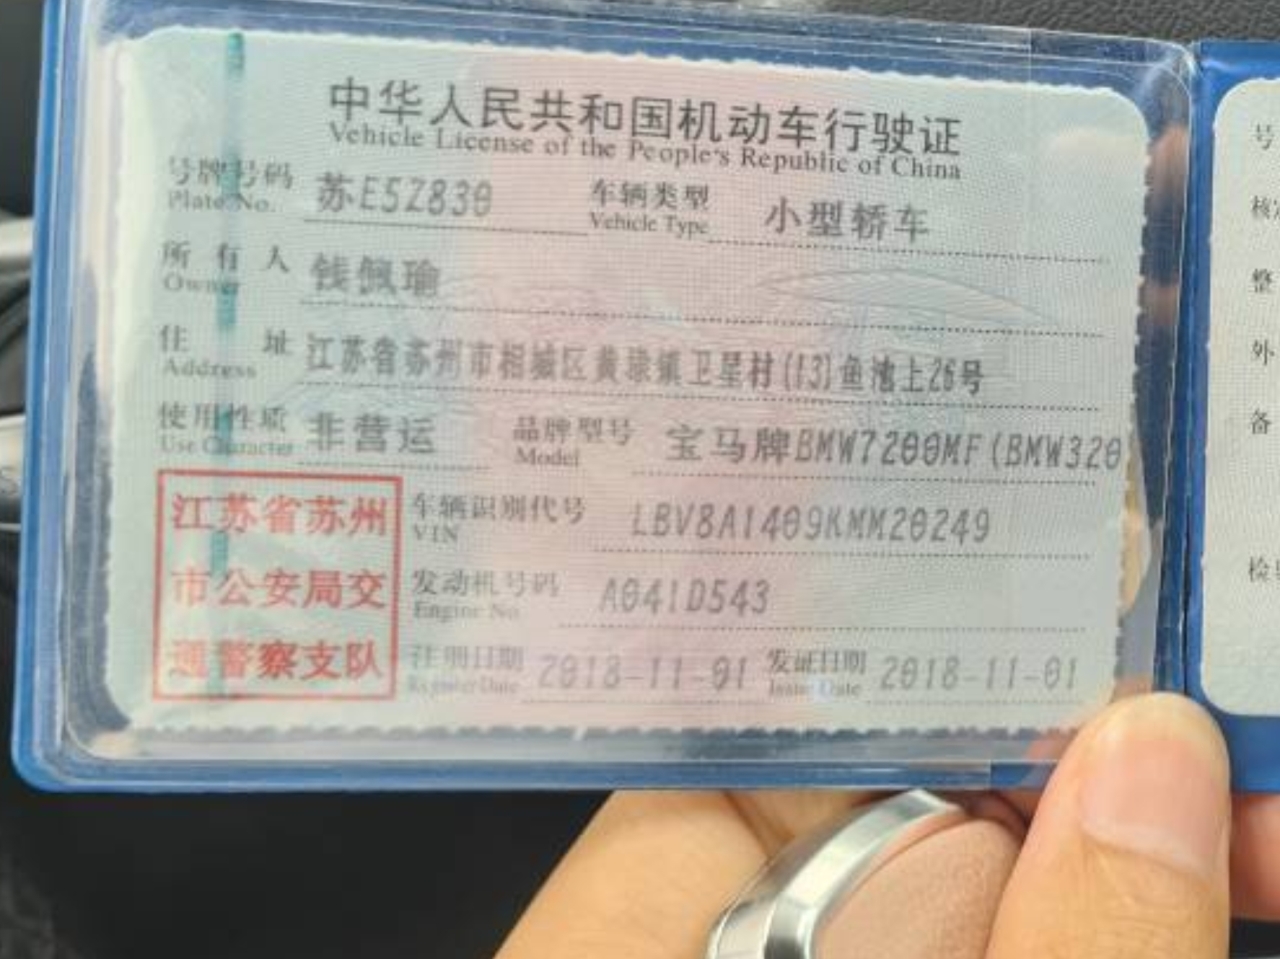 中华人民共和国机动车行驶证
Vehicle License of the People's Republic of China
号牌号码 苏E5Z830 车辆类型 小型轿车
Plate No. Vehicle Type
所有人 钱佩瑜
Owner
住址 江苏省苏州市相城区黄埭镇卫星村(13)鱼池上26号
Address
使用性质 非营运 品牌型号 宝马牌BMW7200MF(BMW320
Use Character Model
江苏省苏州
市公安局交
通警察支队
车辆识别代号 LBV8A1409KMM20249
VIN
发动机号码 A041D543
Engine No.
注册日期 2018-11-01 发证日期 2018-11-01
Register Date Issue Date
号
核
整
外
备
检